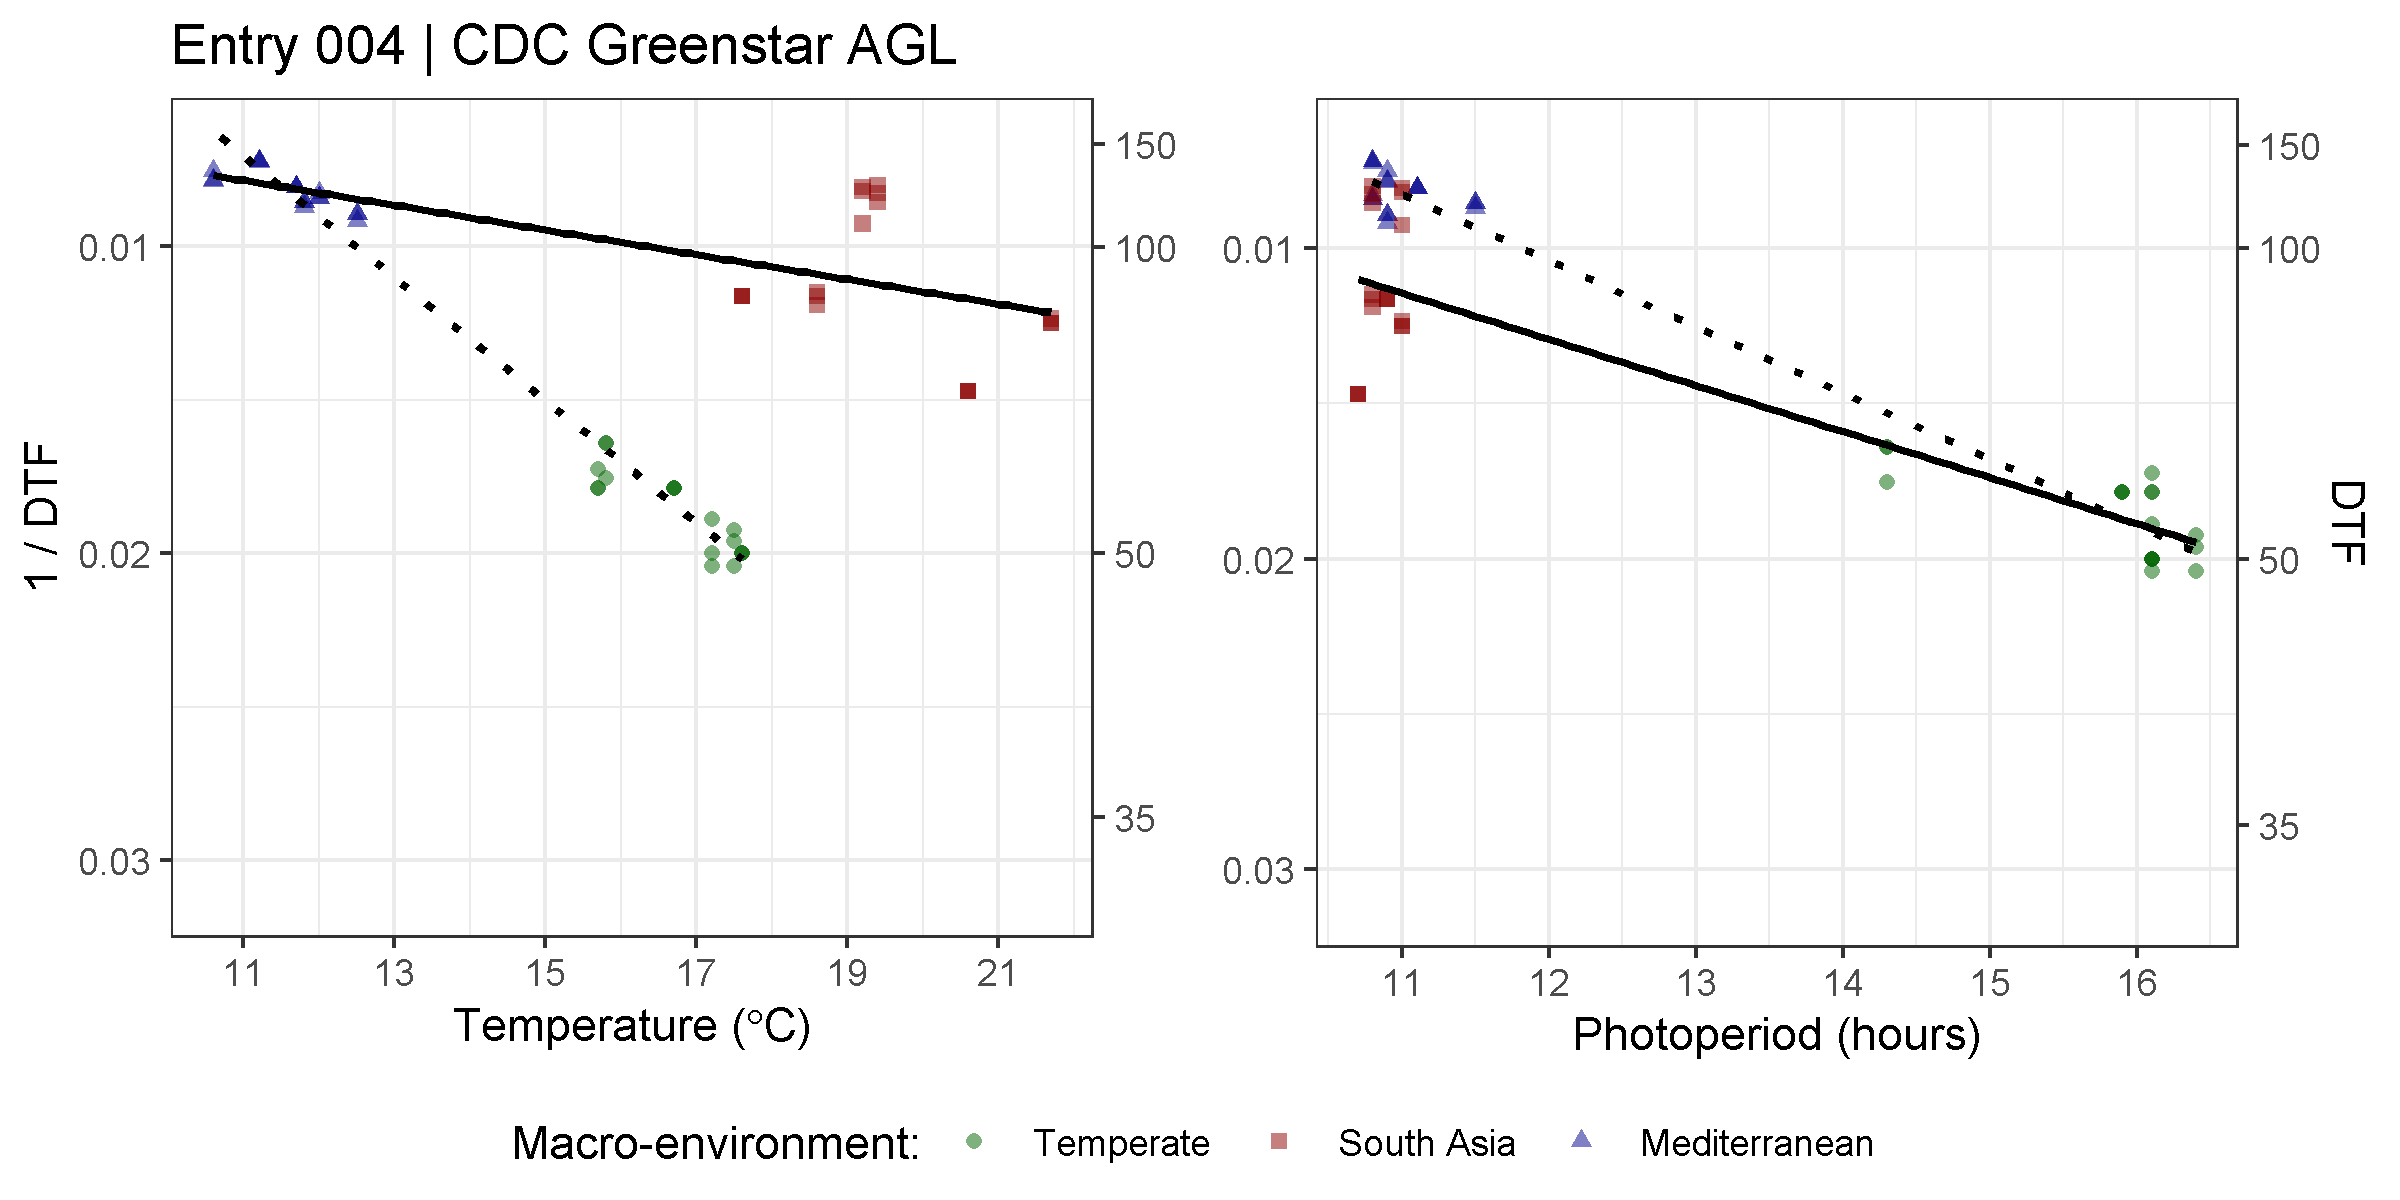 Entry 004 | CDC Greenstar AGL
1 / DTF
0.01
0.02
0.03
150
100
50
35
11 13 15 17 19 21
Temperature (°C)
0.01
0.02
0.03
150
100
50
35
DTF
11 12 13 14 15 16
Photoperiod (hours)
Macro-environment: Temperate South Asia Mediterranean